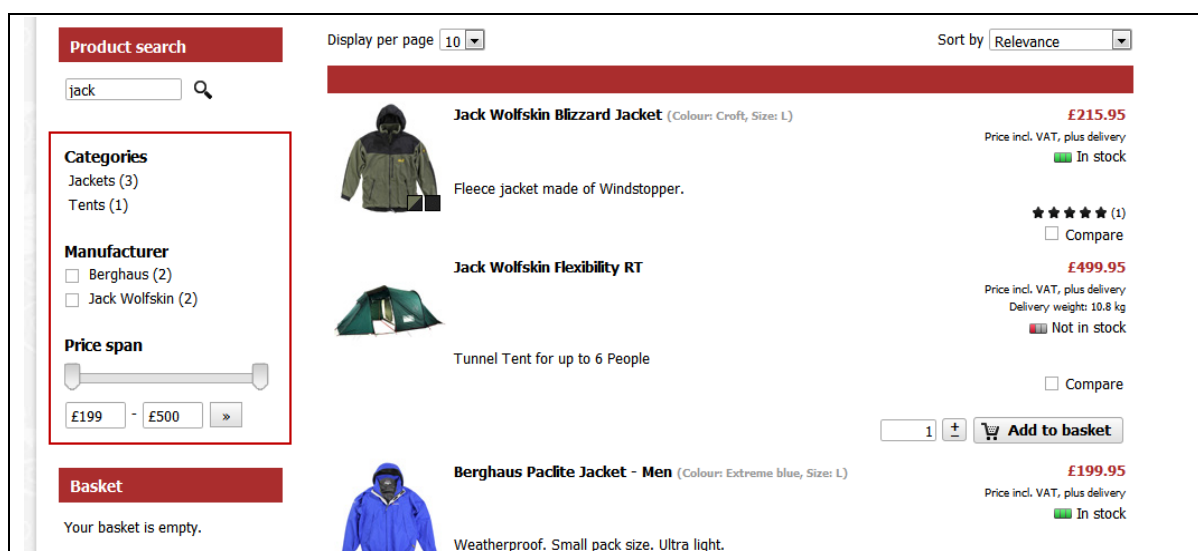 Product search
jack
Categories
Jackets (3)
Tents (1)
Manufacturer
Berghaus (2)
Jack Wolfskin (2)
Price span
£199 - £500 »
Basket
Your basket is empty.
Display per page 10
Sort by Relevance
Jack Wolfskin Blizzard Jacket (Colour: Croft, Size: L)
£215.95
Price incl. VAT, plus delivery
In stock
Fleece jacket made of Windstopper.
(1)
Compare
Jack Wolfskin Flexibility RT
£499.95
Price incl. VAT, plus delivery
Delivery weight: 10.8 kg
Not in stock
Tunnel Tent for up to 6 People
Compare
1 ± Add to basket
Berghaus Paclite Jacket - Men (Colour: Extreme blue, Size: L)
£199.95
Price incl. VAT, plus delivery
In stock
Weatherproof. Small pack size. Ultra light.